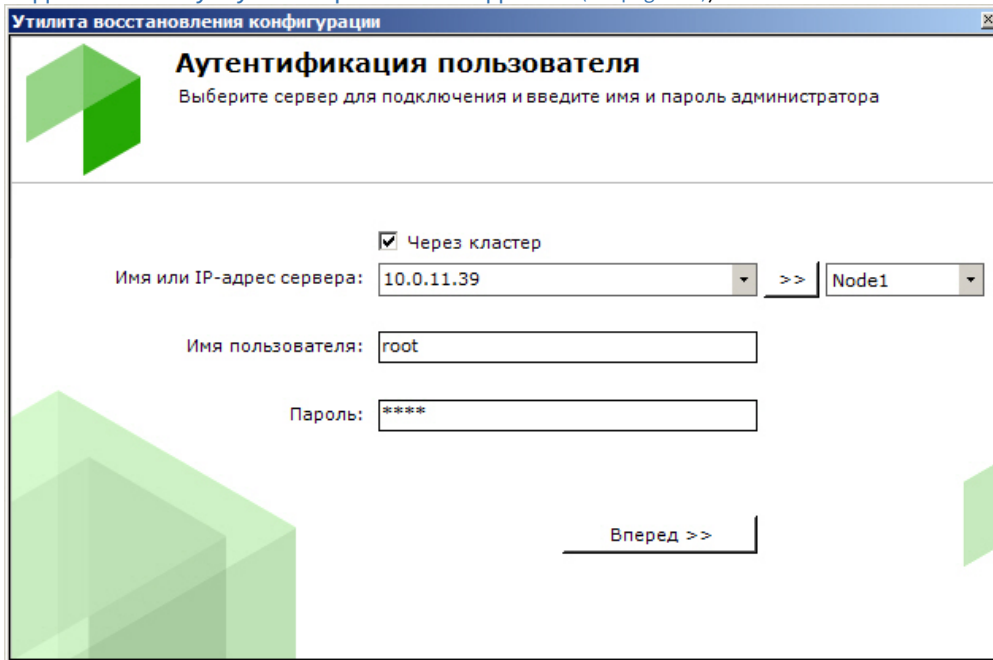 Утилита восстановления конфигурации
Аутентификация пользователя
Выберите сервер для подключения и введите имя и пароль администратора
Через кластер
Имя или IP-адрес сервера: 10.0.11.39 >> Node1
Имя пользователя: root
Пароль: ****
Вперед >>